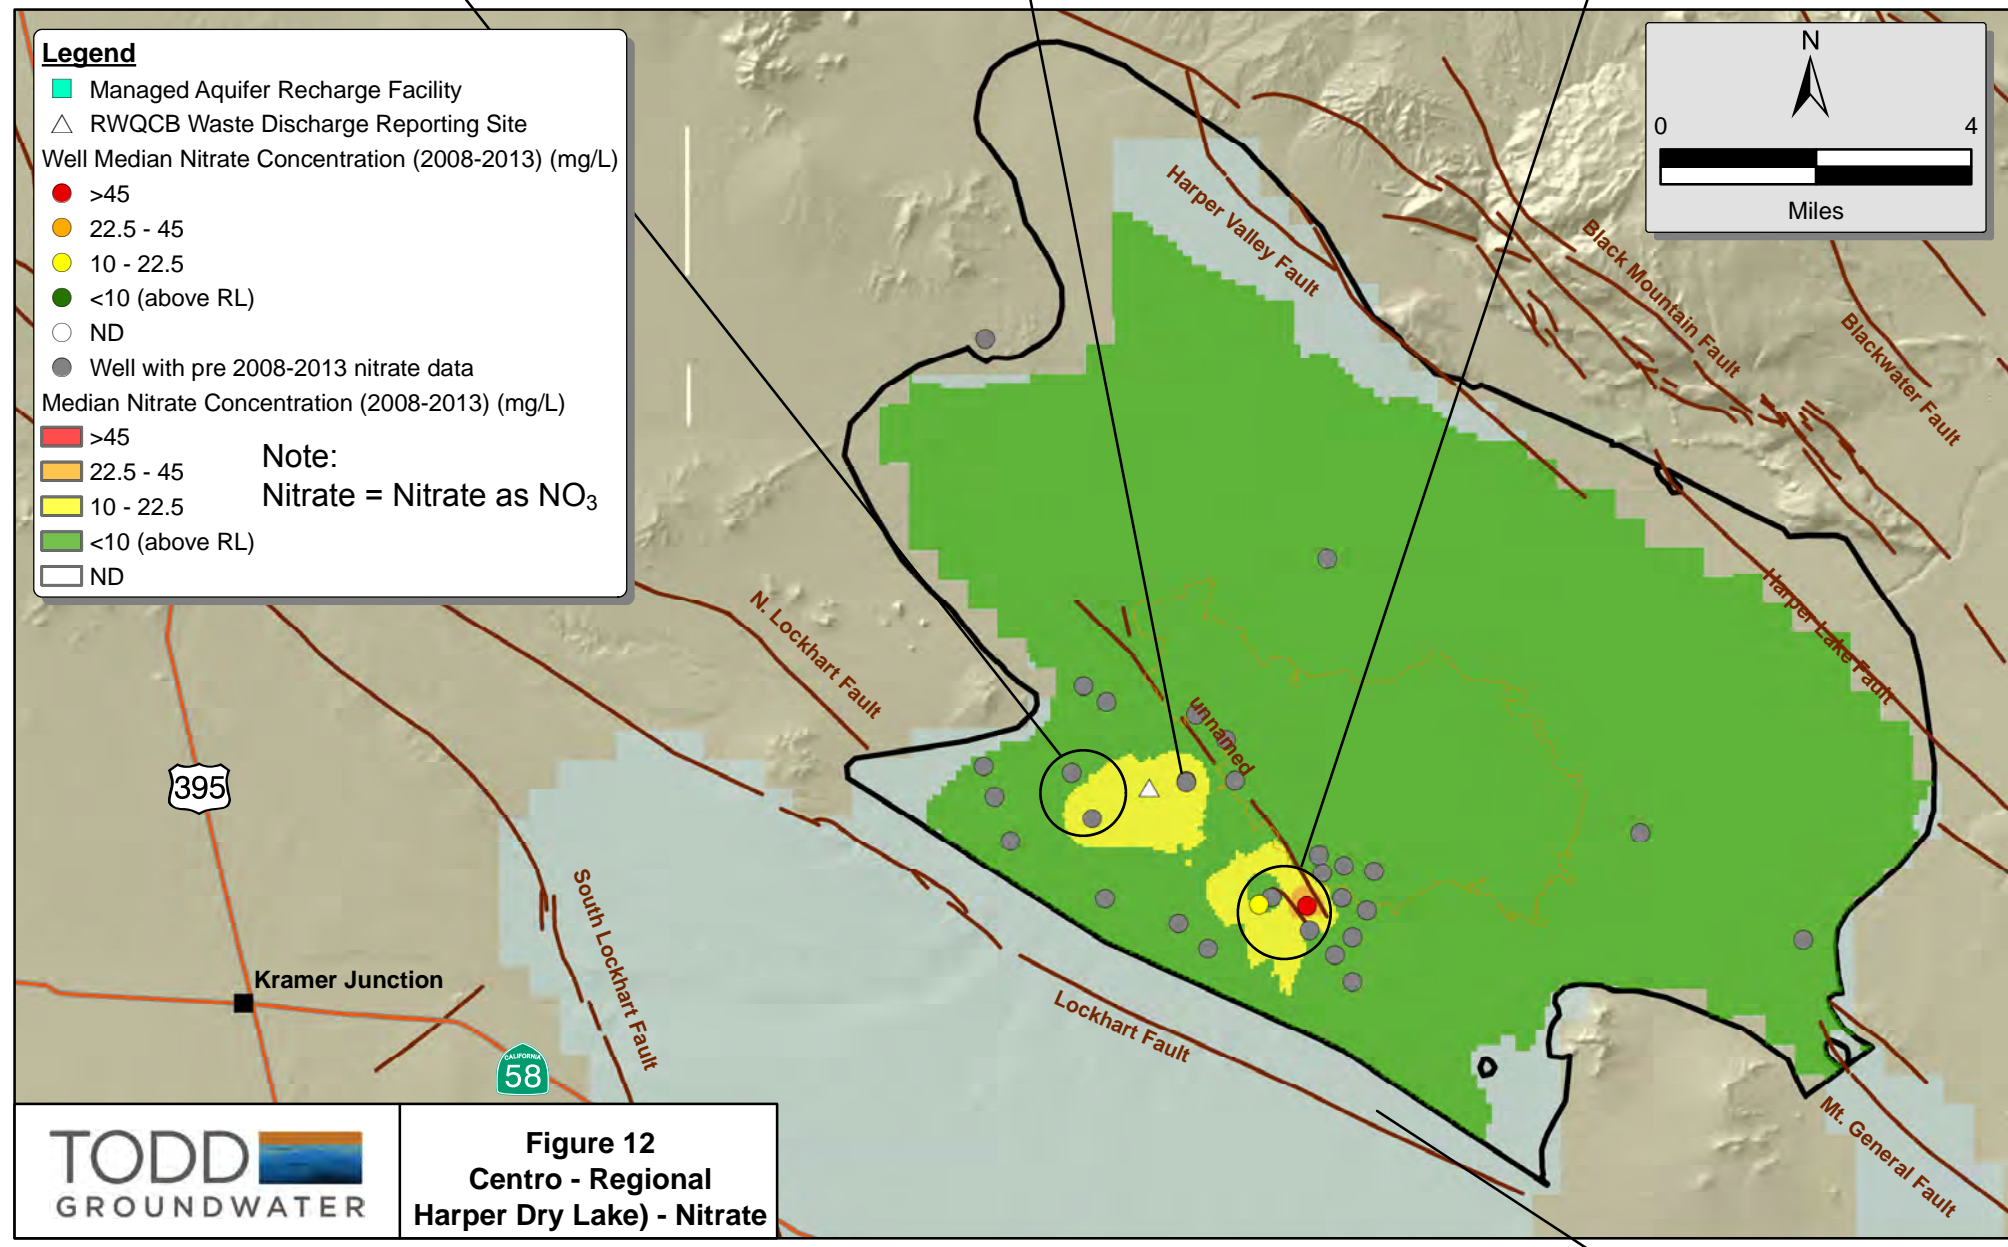 Legend
Managed Aquifer Recharge Facility
RWQCB Waste Discharge Reporting Site
Well Median Nitrate Concentration (2008-2013) (mg/L)
>45
22.5 - 45
10 - 22.5
<10 (above RL)
ND
Well with pre 2008-2013 nitrate data
Median Nitrate Concentration (2008-2013) (mg/L)
>45
22.5 - 45
10 - 22.5
<10 (above RL)
ND
Note:
Nitrate = Nitrate as NO₃
N
0 4
Miles
Harper Valley Fault
Black Mountain Fault
Blackwater Fault
Harper Lake Fault
N. Lockhart Fault
unnamed
395
South Lockhart Fault
Kramer Junction
Lockhart Fault
CALIFORNIA
58
Mt. General Fault
TODD
GROUNDWATER
Figure 12
Centro - Regional
Harper Dry Lake) - Nitrate